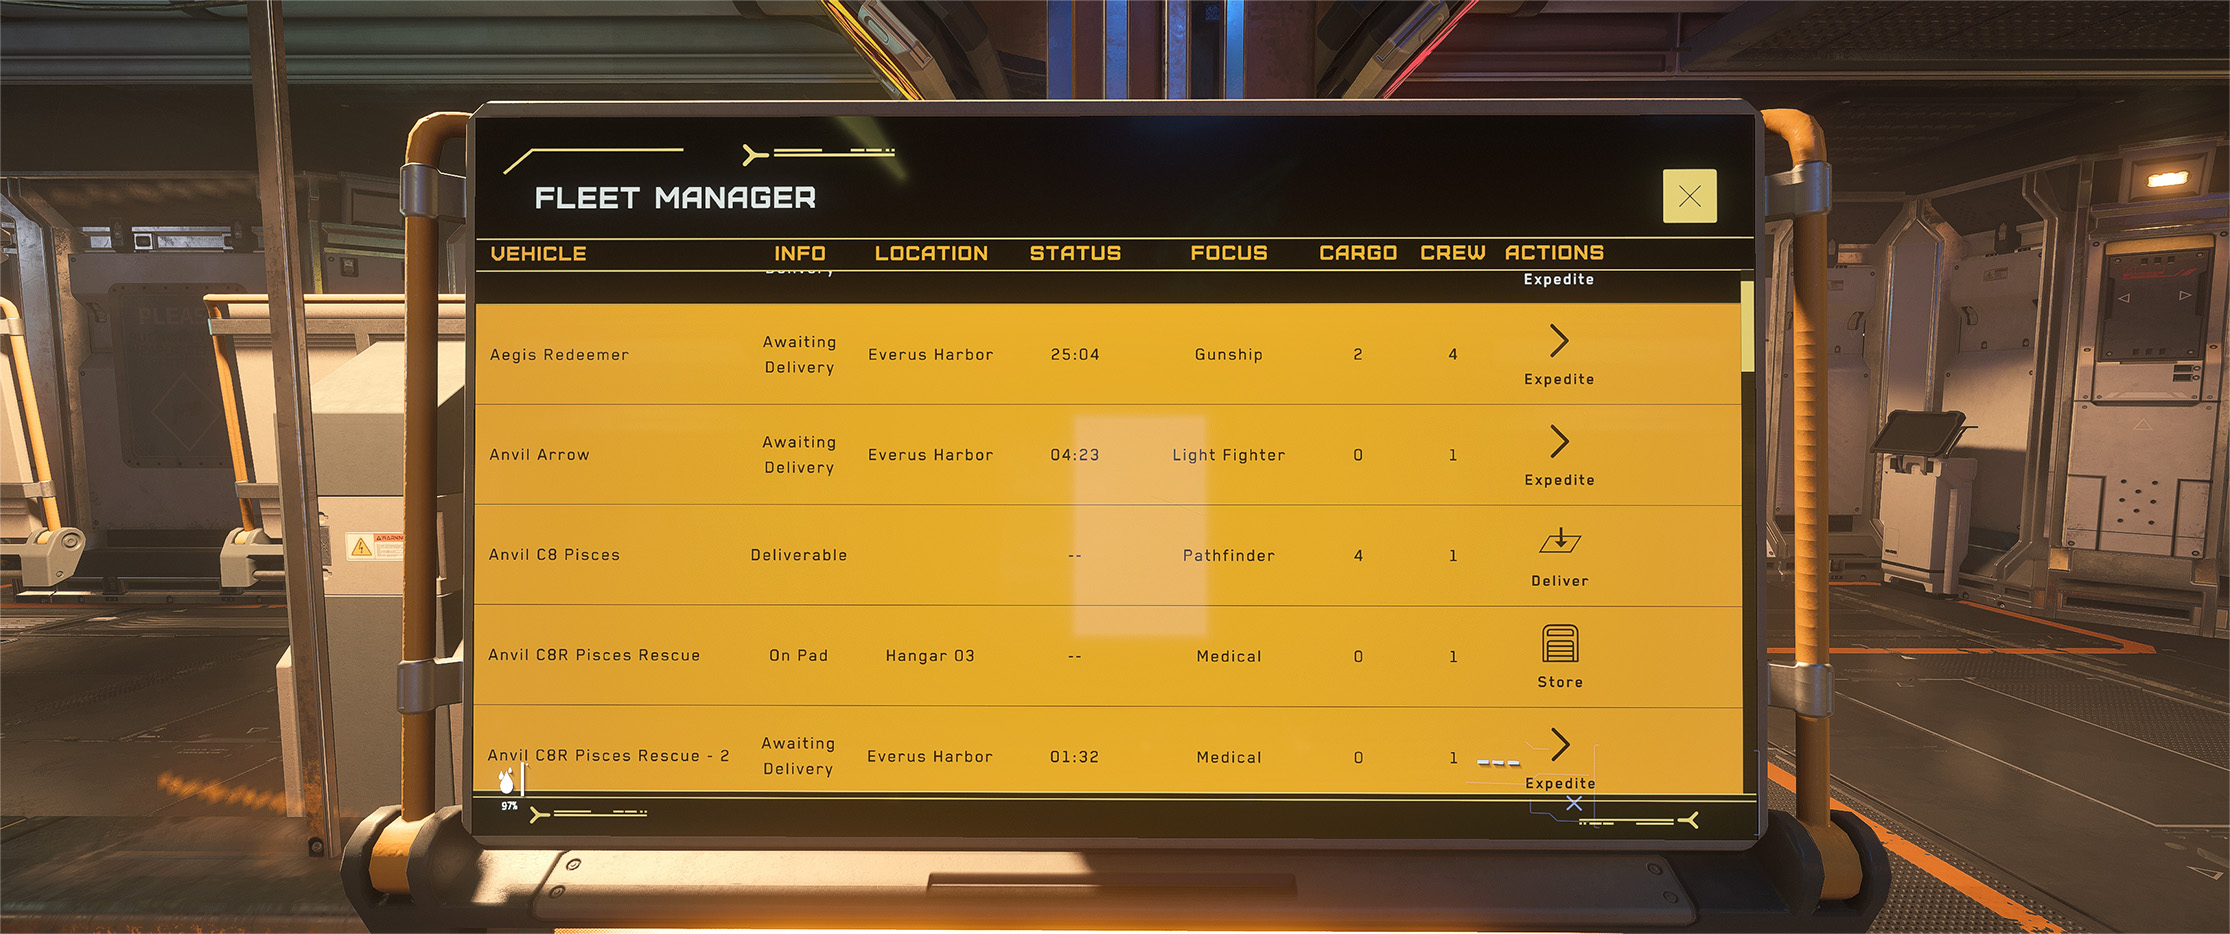 FLEET MANAGER
VEHICLE INFO LOCATION STATUS FOCUS CARGO CREW ACTIONS
Delivery
Expedite
Aegis Redeemer Awaiting Delivery Everus Harbor 25:04 Gunship 2 4 Expedite
Anvil Arrow Awaiting Delivery Everus Harbor 04:23 Light Fighter 0 1 Expedite
Anvil C8 Pisces Deliverable -- Pathfinder 4 1 Deliver
Anvil C8R Pisces Rescue On Pad Hangar 03 -- Medical 0 1 Store
Anvil C8R Pisces Rescue - 2 Awaiting Delivery Everus Harbor 01:32 Medical 0 1 Expedite
97%
PLEAS
WARNING